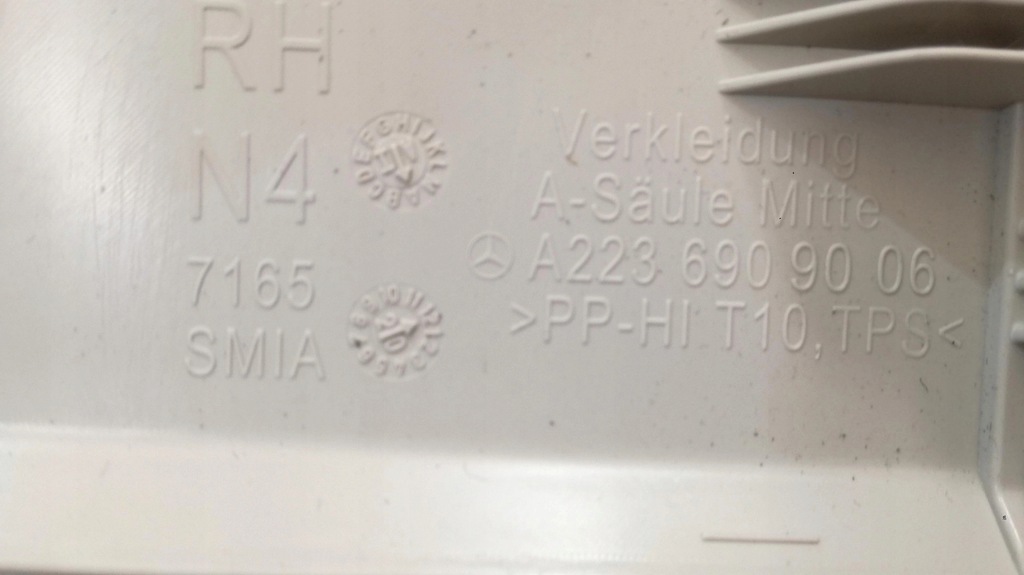 RH
N4
7165
SMIA
Verkleidung
A-Säule Mitte
A223 690 90 06
>PP-HI T10,TPS<